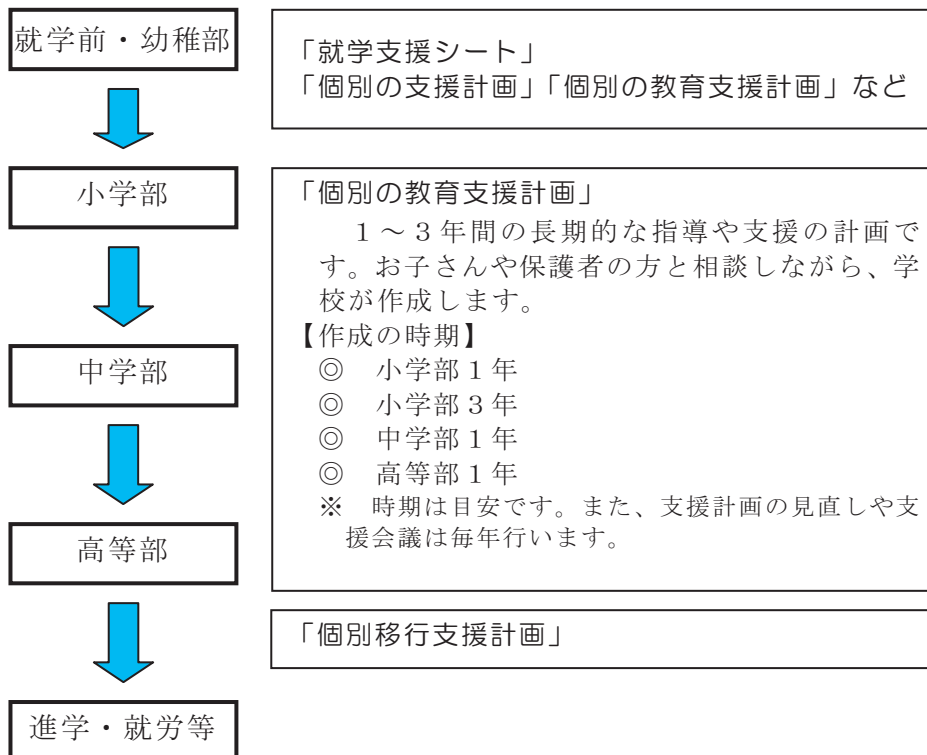 就学前・幼稚部
「就学支援シート」
「個別の支援計画」「個別の教育支援計画」など
小学部
「個別の教育支援計画」
１～３年間の長期的な指導や支援の計画で
す。お子さんや保護者の方と相談しながら、学
校が作成します。
【作成の時期】
◎　小学部１年
◎　小学部３年
◎　中学部１年
◎　高等部１年
※　時期は目安です。また、支援計画の見直しや支
援会議は毎年行います。
中学部
高等部
「個別移行支援計画」
進学・就労等